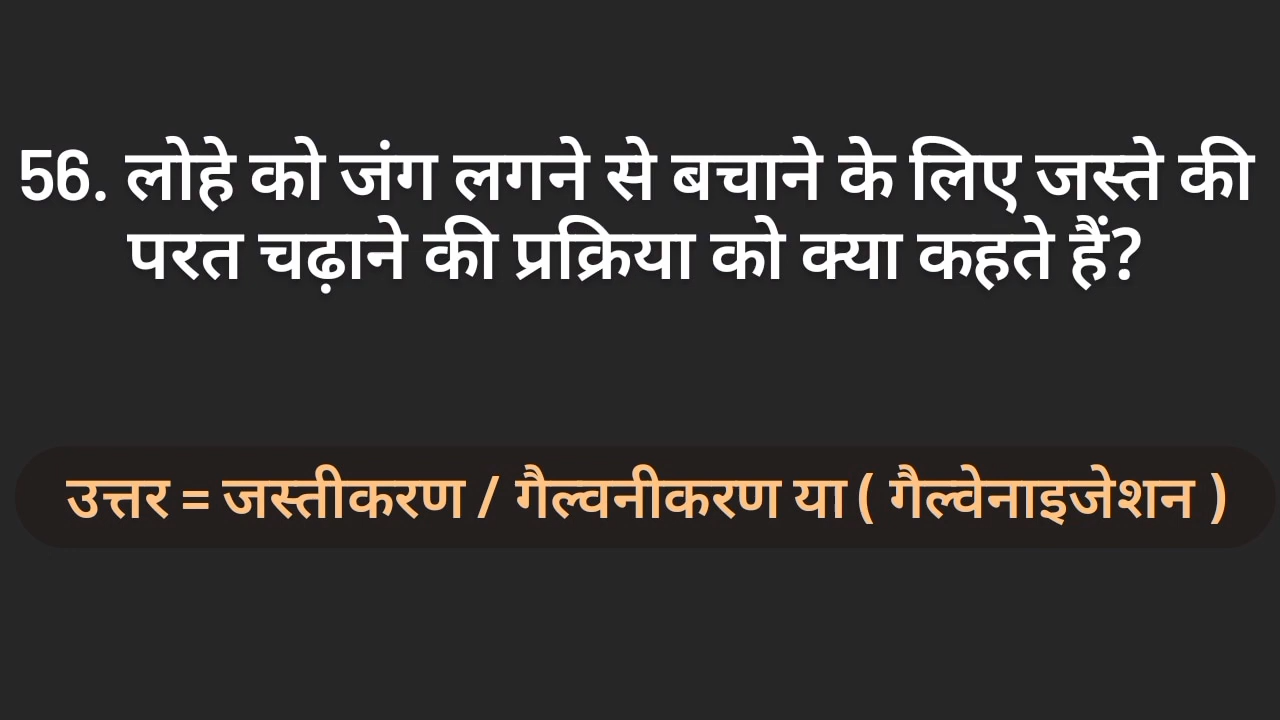 56. लोहे को जंग लगने से बचाने के लिए जस्ते की
परत चढ़ाने की प्रक्रिया को क्या कहते हैं?
उत्तर = जस्तीकरण / गैल्वनीकरण या ( गैल्वेनाइजेशन )